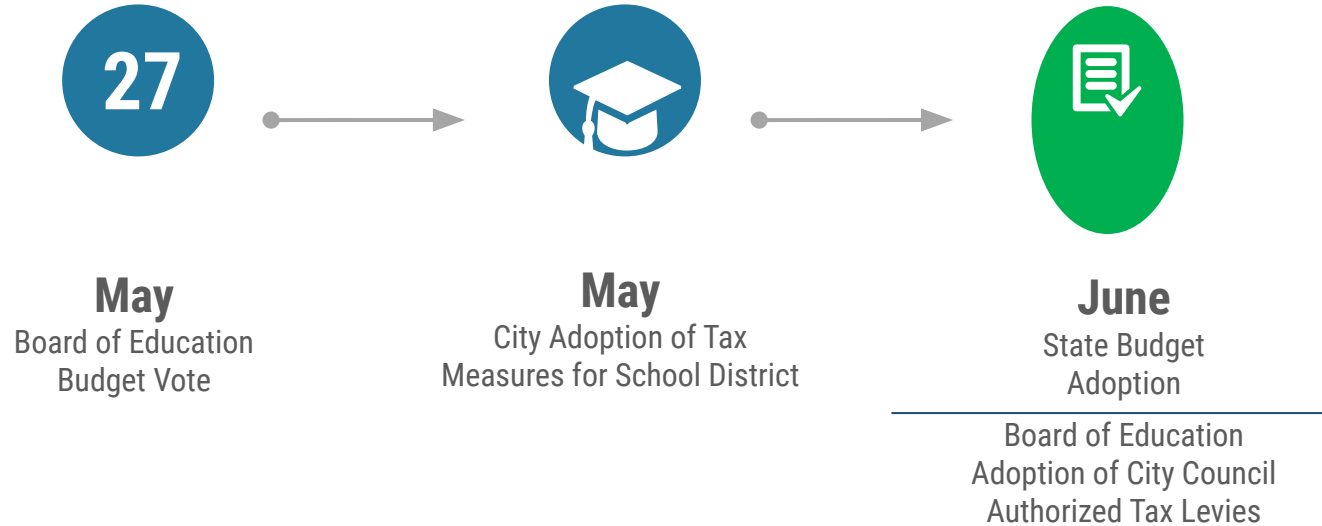 27
May
Board of Education
Budget Vote
May
City Adoption of Tax
Measures for School District
June
State Budget
Adoption
Board of Education
Adoption of City Council
Authorized Tax Levies